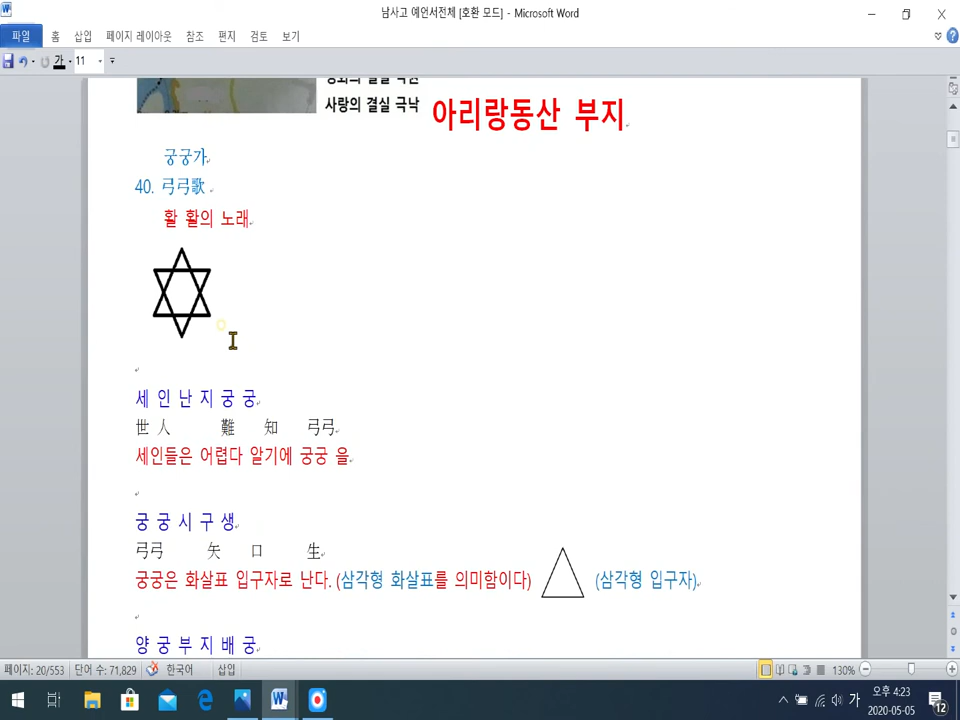 남사고 예언서전체 [호환 모드] - Microsoft Word
파일 홈 삽입 페이지 레이아웃 참조 편지 검토 보기
가 11
사랑의 결실 극낙
아리랑동산 부지
궁궁가
40. 弓弓歌
활 활의 노래
세 인 난 지 궁 궁
世 人 難 知 弓弓
세인들은 어렵다 알기에 궁궁 을
궁 궁 시 구 생
弓弓 矢 口 生
궁궁은 화살표 입구자로 난다. (삼각형 화살표를 의미함이다) (삼각형 입구자)
양 궁 부 지 배 궁
페이지: 20/553 단어 수: 71,829 한국어 삽입 130%
가 오후 4:23
2020-05-05 12